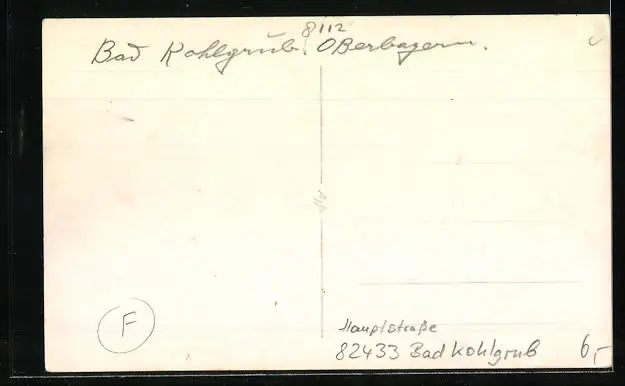 8112
Bad Kohlgrub. Oberbayern.
F
Hauptstraße
82433 Bad Kohlgrub
6,-